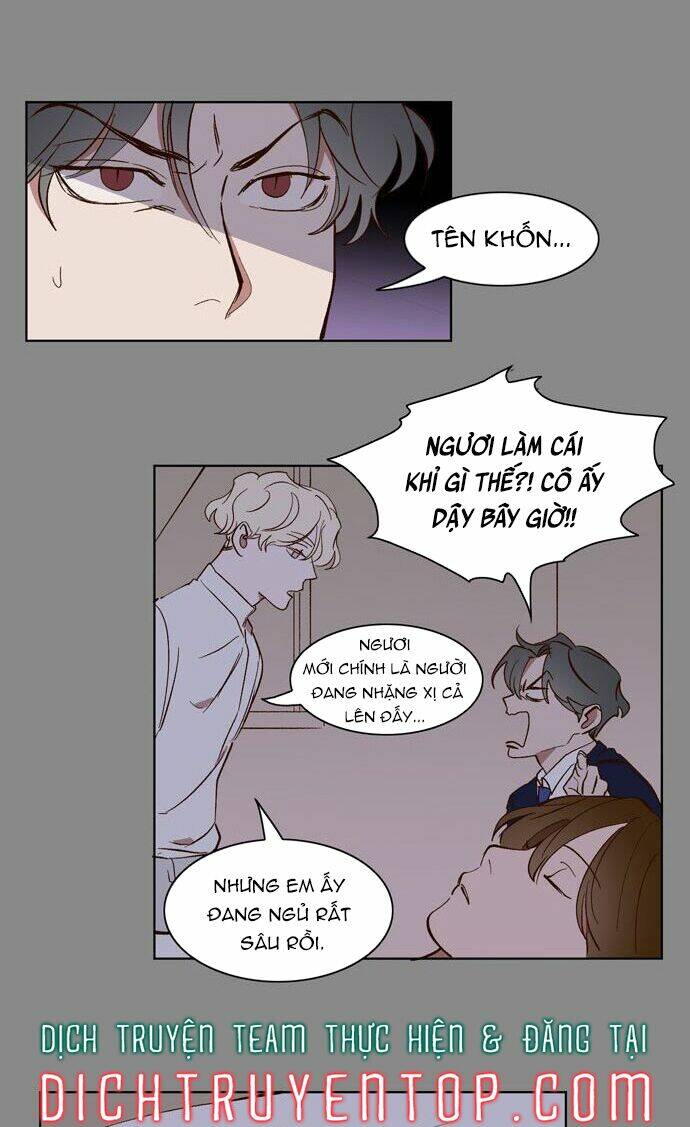 TÊN KHỐN...
NGƯƠI LÀM CÁI
KHỈ GÌ THẾ?! CÔ ẤY
DẬY BÂY GIỜ!!
NGƯƠI
MỚI CHÍNH LÀ NGƯỜI
ĐANG NHẶNG XỊ CẢ
LÊN ĐẤY...
NHƯNG EM ẤY
ĐANG NGỦ RẤT
SÂU RỒI.
DỊCH TRUYỆN TEAM THỰC HIỆN & ĐĂNG TẠI
DICHTRUYENTOP.COM